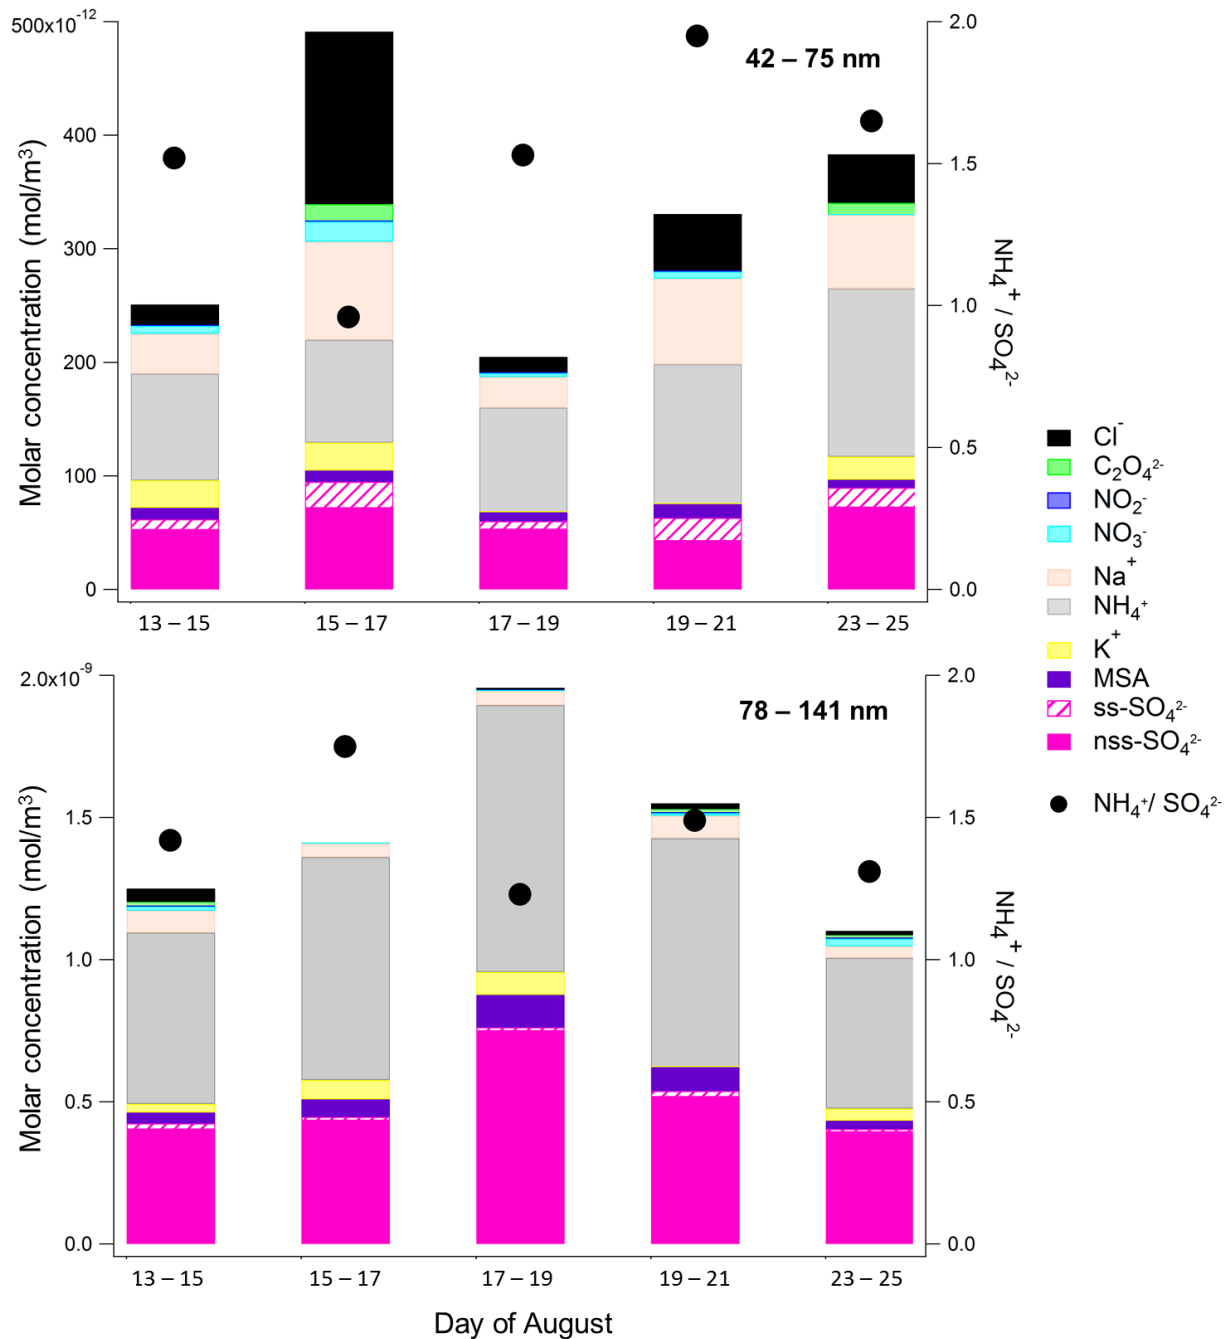 500x10⁻¹²
400
300
200
100
0
Molar concentration (mol/m³)
42 – 75 nm
2.0
1.5
1.0
0.5
0.0
NH₄⁺ / SO₄²⁻
13 – 15
15 – 17
17 – 19
19 – 21
23 – 25
Cl⁻
C₂O₄²⁻
NO₂⁻
NO₃⁻
Na⁺
NH₄⁺
K⁺
MSA
ss-SO₄²⁻
nss-SO₄²⁻
NH₄⁺/ SO₄²⁻
2.0x10⁻⁹
1.5
1.0
0.5
0.0
Molar concentration (mol/m³)
78 – 141 nm
2.0
1.5
1.0
0.5
0.0
NH₄⁺ / SO₄²⁻
13 – 15
15 – 17
17 – 19
19 – 21
23 – 25
Day of August